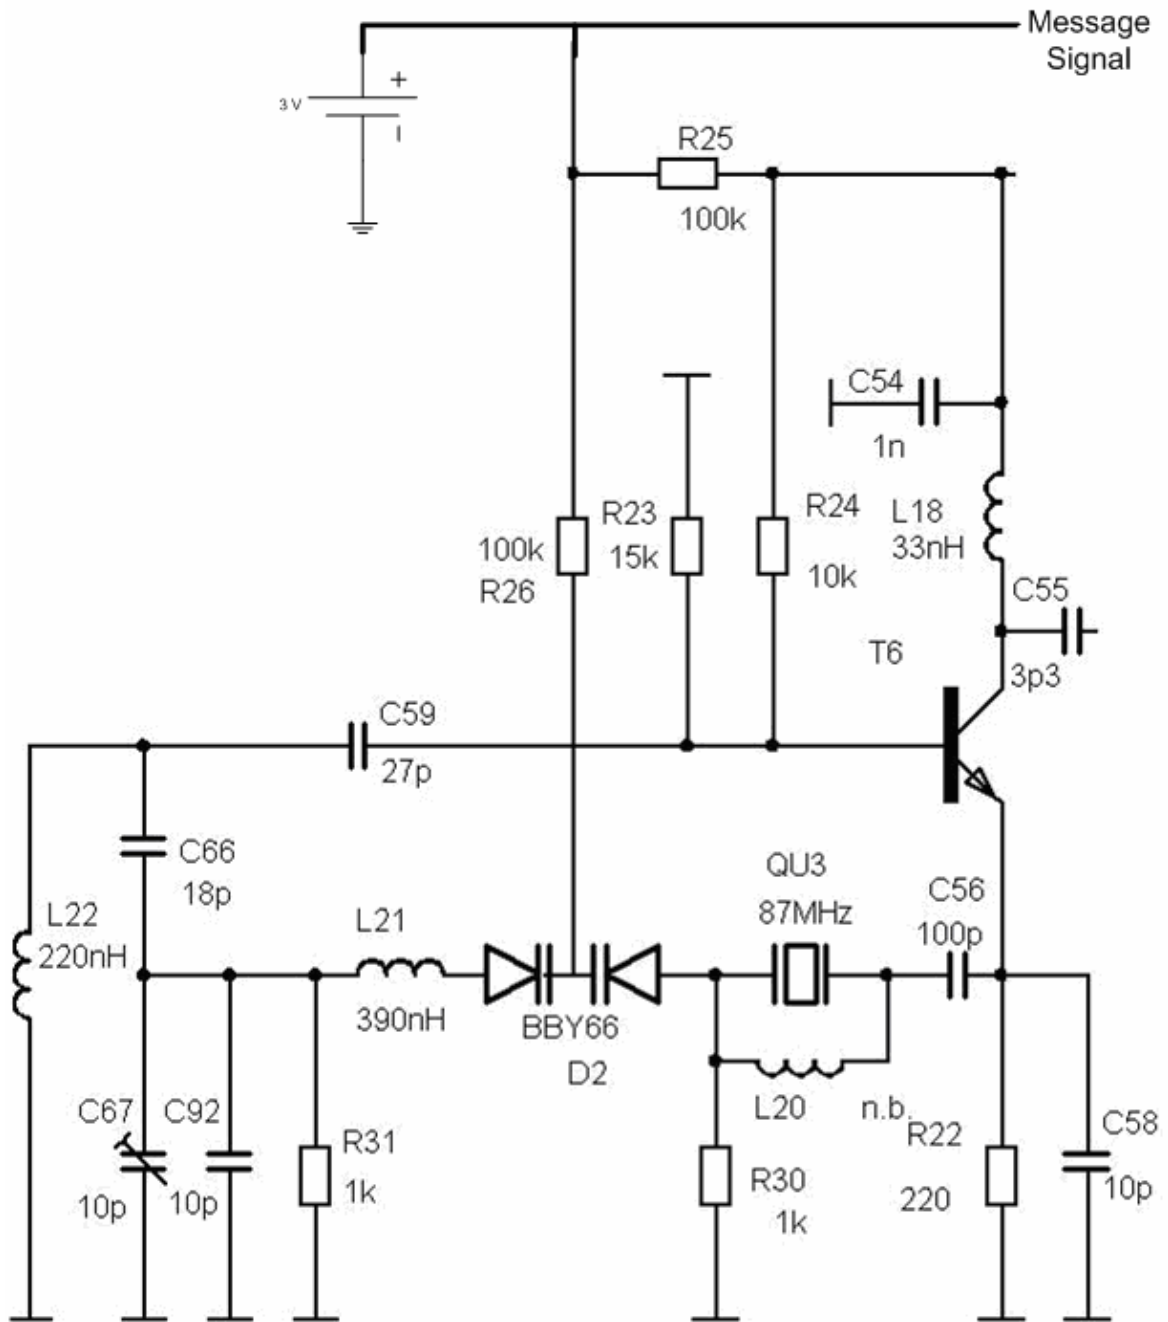 Message
Signal
+
3 V
-
R25
100k
C54
1n
R23
15k
R24
10k
100k
R26
L18
33nH
C55
3p3
T6
C59
27p
C66
18p
QU3
87MHz
C56
100p
L22
220nH
L21
390nH
BBY66
D2
L20
n.b.
C67
10p
C92
10p
R31
1k
R30
1k
R22
220
C58
10p